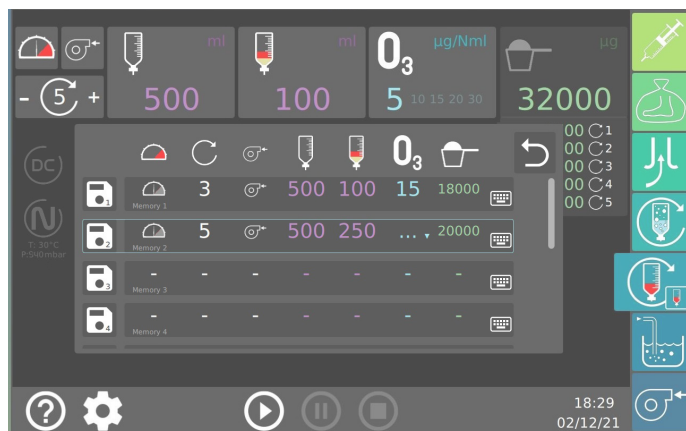 ml
ml
O3
µg/Nml
µg
- 5 +
500
100
5 10 15 20 30
32000
DC
N
T: 30°C
P:940mbar
O3
00 1
00 2
00 3
00 4
00 5
1
3
500
100
15
18000
Memory 1
2
5
500
250
...
20000
Memory 2
3
- - - - - - -
Memory 3
4
- - - - - - -
Memory 4
?
18:29
02/12/21